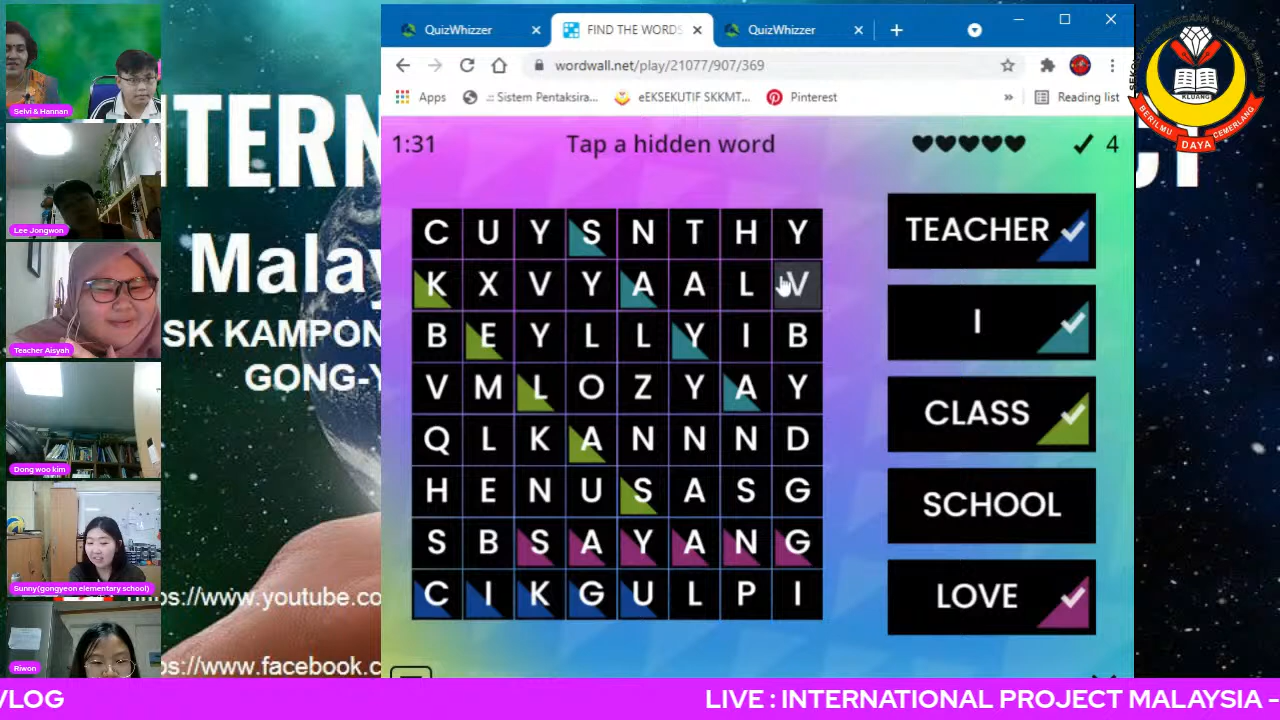 QuizWhizzer
FIND THE WORDS
QuizWhizzer
wordwall.net/play/21077/907/369
Apps
.:: Sistem Pentaksira...
eEKSEKUTIF SKKMT...
Pinterest
»
Reading list
1:31
Tap a hidden word
4
C U Y S N T H Y
K X V Y A A L V
B E Y L L Y I B
V M L O Z Y A Y
Q L K A N N N D
H E N U S A S G
S B S A Y A N G
C I K G U L P I
TEACHER
I
CLASS
SCHOOL
LOVE
Selvi & Hannan
Lee Jongwon
Teacher Aisyah
Dong woo kim
Sunny(gongyeon elementary school)
Riwon
NTERN
Malay
SK KAMPON
GONG-Y
ps://www.youtube.co
ps://www.facebook.c
KLUANG
BERILMU
DAYA
CEMERLANG
/LOG
LIVE : INTERNATIONAL PROJECT MALAYSIA -